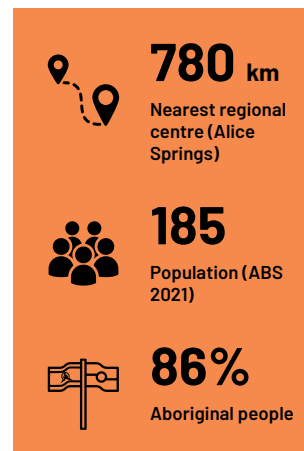 780 km
Nearest regional
centre (Alice
Springs)
185
Population (ABS
2021)
86%
Aboriginal people